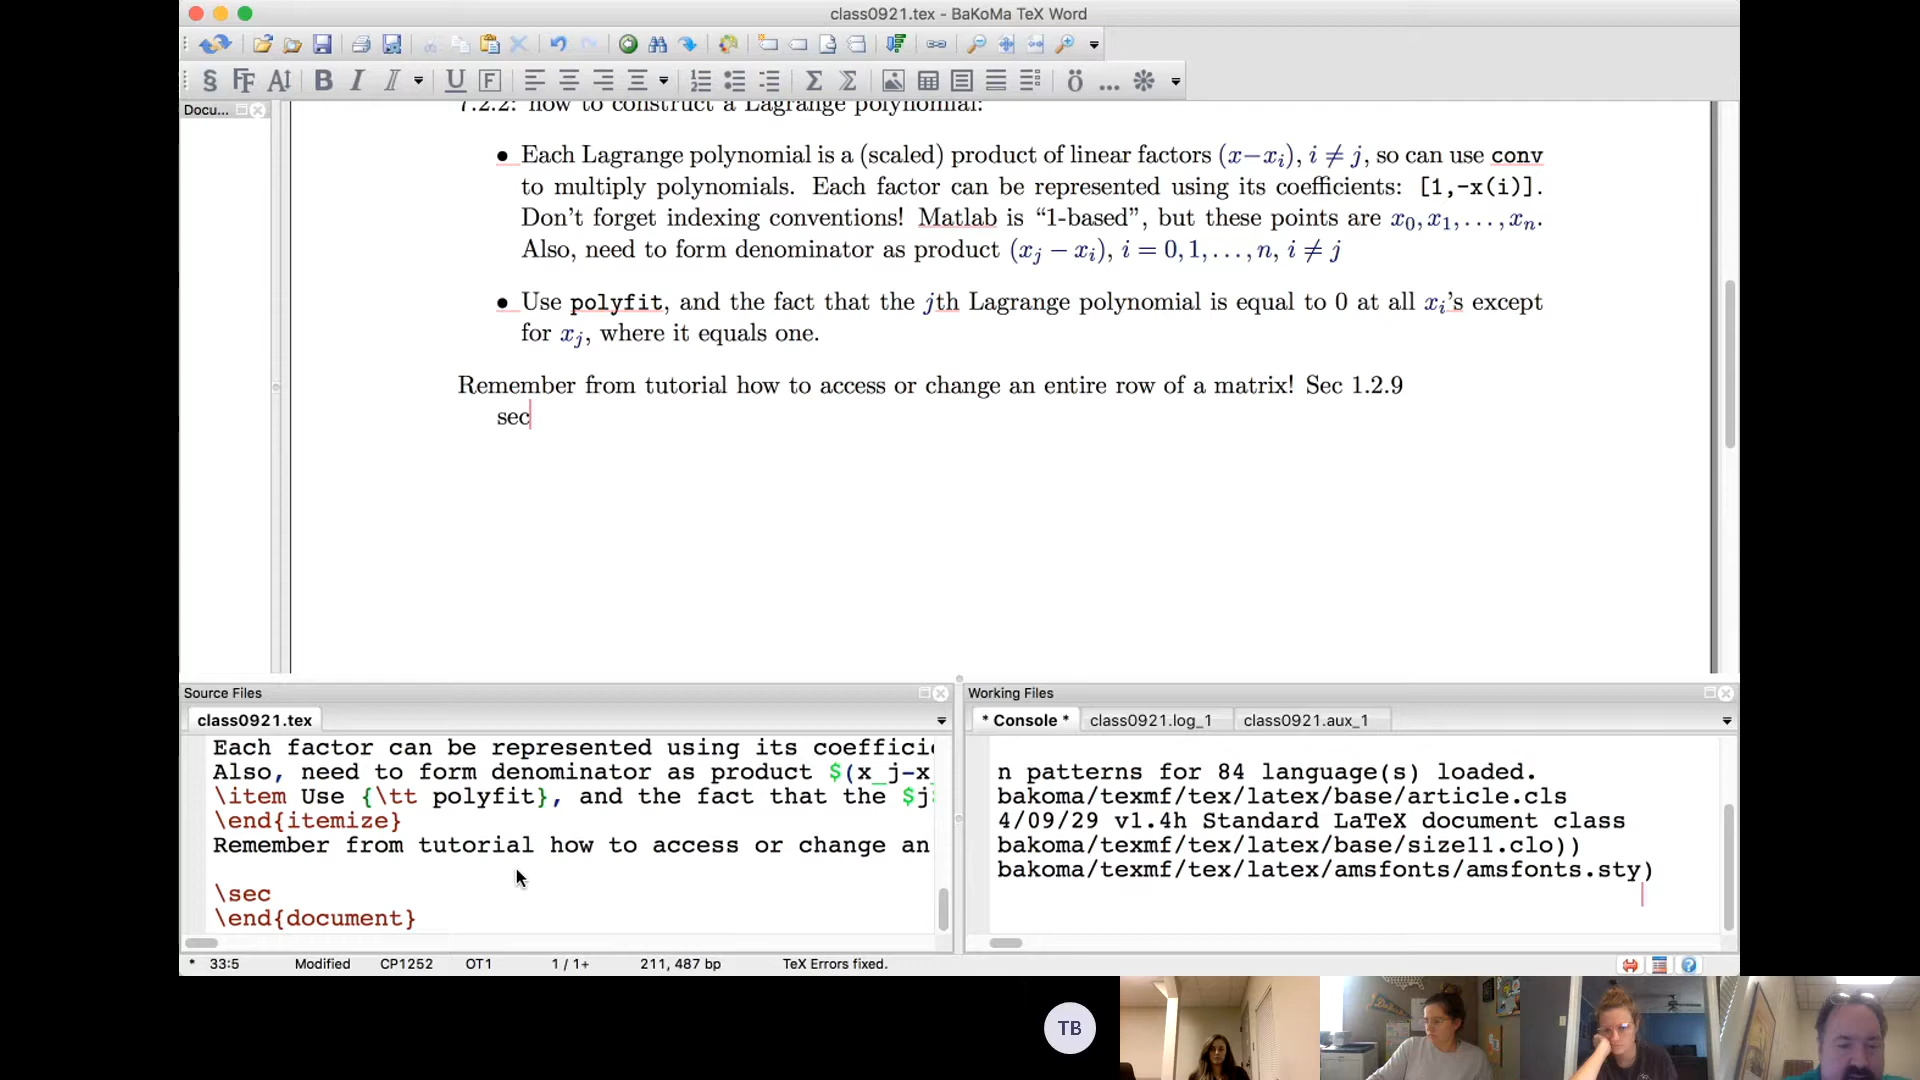 class0921.tex - BaKoMa TeX Word
Docu...
7.2.2: how to construct a Lagrange polynomial:
• Each Lagrange polynomial is a (scaled) product of linear factors (x−xᵢ), i ≠ j, so can use conv
to multiply polynomials. Each factor can be represented using its coefficients: [1,-x(i)].
Don't forget indexing conventions! Matlab is “1-based”, but these points are x₀, x₁, . . . , xₙ.
Also, need to form denominator as product (xⱼ − xᵢ), i = 0, 1, . . . , n, i ≠ j
• Use polyfit, and the fact that the jth Lagrange polynomial is equal to 0 at all xᵢ's except
for xⱼ, where it equals one.
Remember from tutorial how to access or change an entire row of a matrix! Sec 1.2.9
sec
Source Files
class0921.tex
Each factor can be represented using its coeffici
Also, need to form denominator as product $(x_j-x_
\item Use {\tt polyfit}, and the fact that the $j$
\end{itemize}
Remember from tutorial how to access or change an
\sec
\end{document}
Working Files
* Console * class0921.log_1 class0921.aux_1
n patterns for 84 language(s) loaded.
bakoma/texmf/tex/latex/base/article.cls
4/09/29 v1.4h Standard LaTeX document class
bakoma/texmf/tex/latex/base/size11.clo))
bakoma/texmf/tex/latex/amsfonts/amsfonts.sty)
* 33:5 Modified CP1252 OT1 1 / 1+ 211, 487 bp TeX Errors fixed.
TB